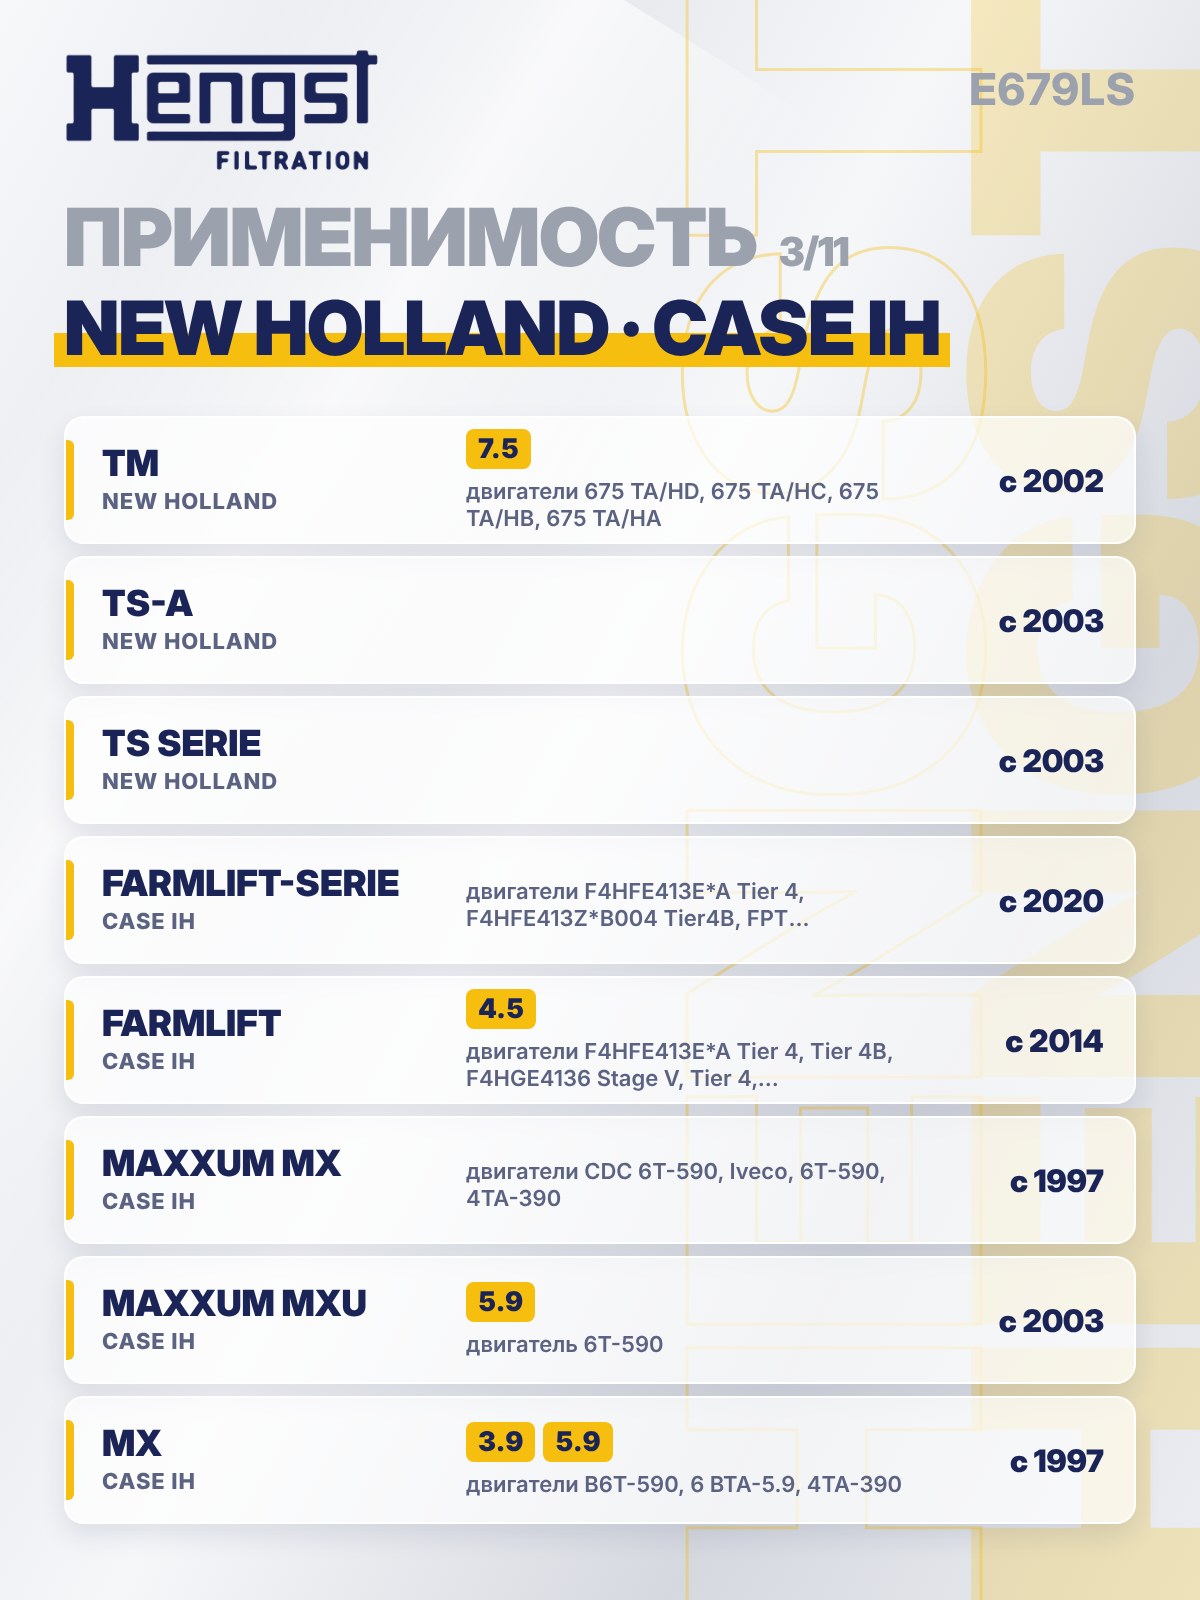 Hengst
FILTRATION
E679LS
ПРИМЕНИМОСТЬ 3/11
NEW HOLLAND · CASE IH
TM
NEW HOLLAND
7.5
двигатели 675 TA/HD, 675 TA/HC, 675
TA/HB, 675 TA/HA
с 2002
TS-A
NEW HOLLAND
с 2003
TS SERIE
NEW HOLLAND
с 2003
FARMLIFT-SERIE
CASE IH
двигатели F4HFE413E*A Tier 4,
F4HFE413Z*B004 Tier4B, FPT...
с 2020
FARMLIFT
CASE IH
4.5
двигатели F4HFE413E*A Tier 4, Tier 4B,
F4HGE4136 Stage V, Tier 4,...
с 2014
MAXXUM MX
CASE IH
двигатели CDC 6T-590, Iveco, 6T-590,
4TA-390
с 1997
MAXXUM MXU
CASE IH
5.9
двигатель 6T-590
с 2003
MX
CASE IH
3.9 5.9
двигатели B6T-590, 6 BTA-5.9, 4TA-390
с 1997
HENGST